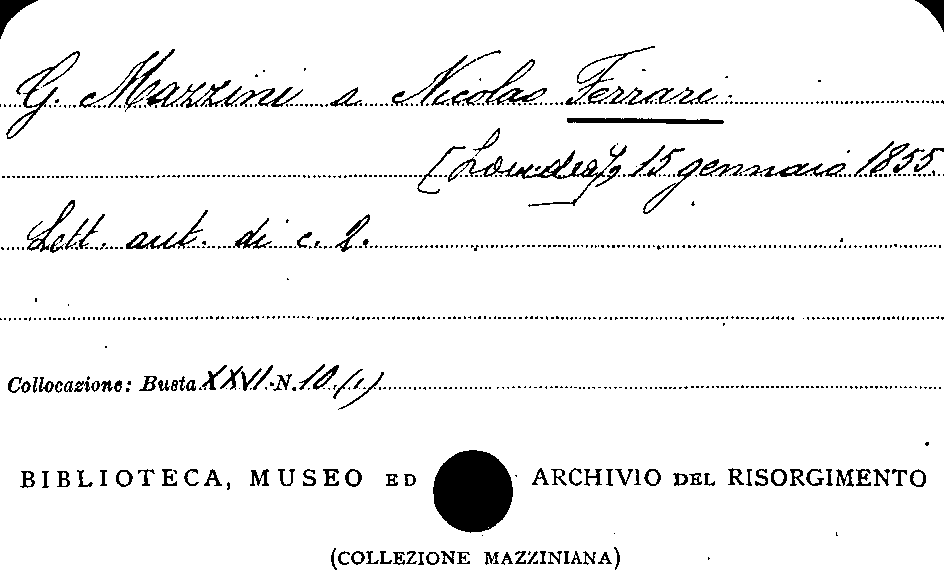 G. Mazzini a Nicolao Ferrari.
[Londra], 15 gennaio 1855.
Lett. aut. di c. 2.
Collocazione: Busta XXVI N. 10 (1)
BIBLIOTECA, MUSEO ED ARCHIVIO DEL RISORGIMENTO
(COLLEZIONE MAZZINIANA)